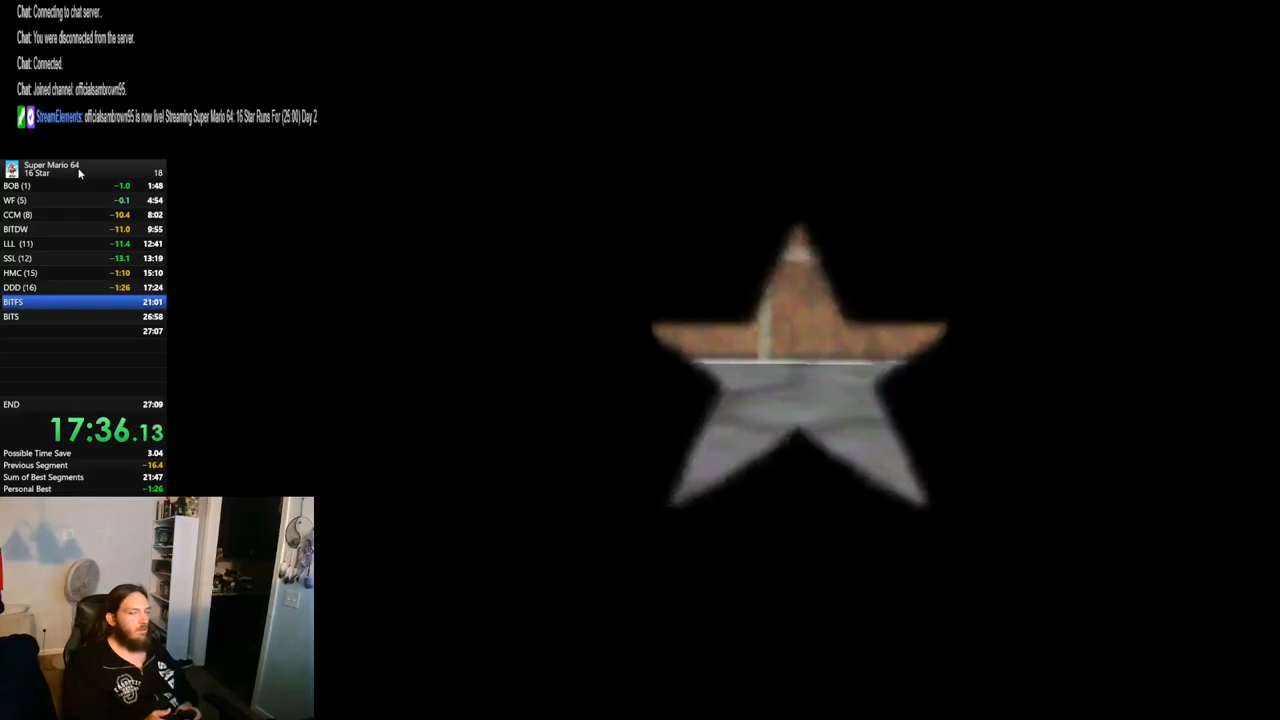 Chat: Connecting to chat server..
Chat: You were disconnected from the server.
Chat: Connected.
Chat: Joined channel: officialsambrown95.
StreamElements: officialsambrown95 is now live! Streaming Super Mario 64: 16 Star Runs For (25:00) Day 2
Super Mario 64
16 Star 18
BOB (1) −1.0 1:48
WF (5) −0.1 4:54
CCM (8) −10.4 8:02
BITDW −11.0 9:55
LLL (11) −11.4 12:41
SSL (12) −13.1 13:19
HMC (15) −1:10 15:10
DDD (16) −1:26 17:24
BITFS 21:01
BITS 26:58
27:07
END 27:09
17:36.13
Possible Time Save 3.04
Previous Segment −16.4
Sum of Best Segments 21:47
Personal Best −1:26